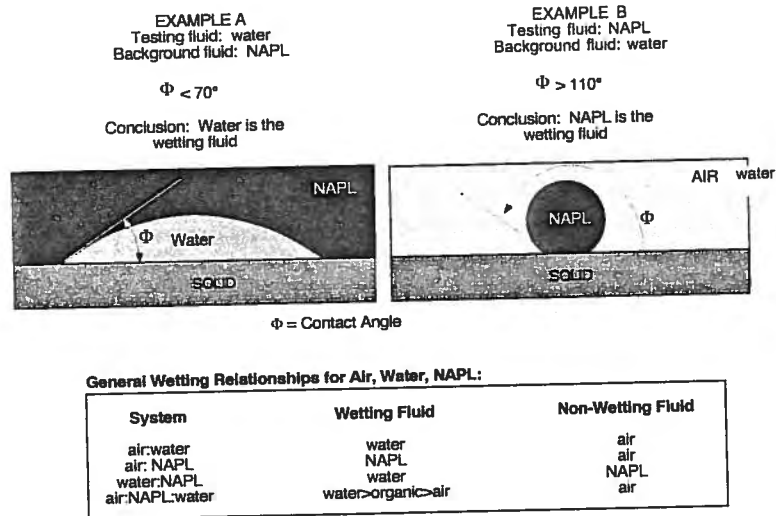 EXAMPLE A
Testing fluid: water
Background fluid: NAPL
Φ < 70°
Conclusion: Water is the
wetting fluid
NAPL
Φ
Water
SOLID
EXAMPLE B
Testing fluid: NAPL
Background fluid: water
Φ > 110°
Conclusion: NAPL is the
wetting fluid
AIR water
NAPL
Φ
SOLID
Φ = Contact Angle
General Wetting Relationships for Air, Water, NAPL:
System Wetting Fluid Non-Wetting Fluid
air:water water air
air: NAPL NAPL air
water:NAPL water NAPL
air:NAPL:water water>organic>air air